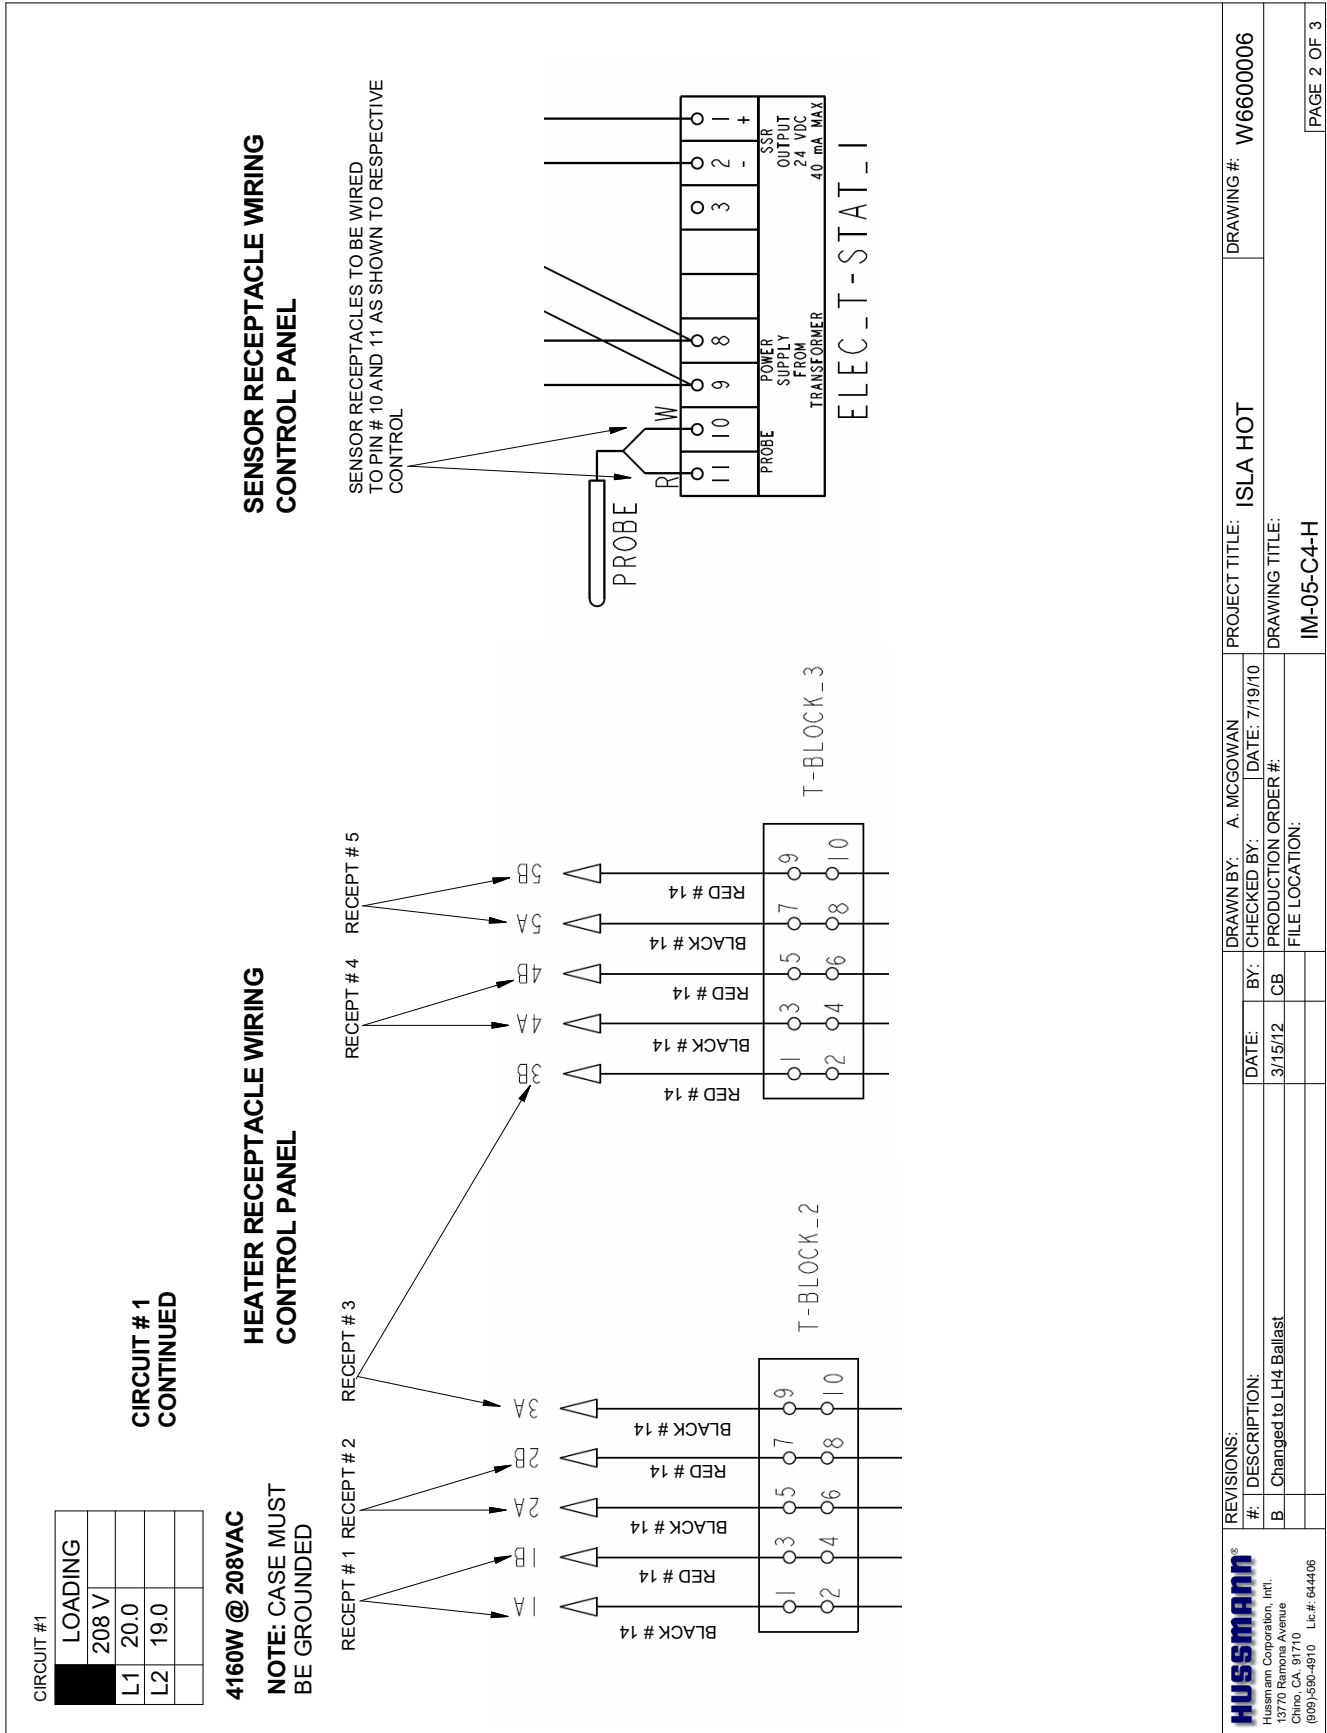 CIRCUIT #1
LOADING
208 V
L1 20.0
L2 19.0
CIRCUIT # 1
CONTINUED
4160W @ 208VAC
NOTE: CASE MUST
BE GROUNDED
HEATER RECEPTACLE WIRING
CONTROL PANEL
RECEPT # 1
RECEPT # 2
RECEPT # 3
RECEPT # 4
RECEPT # 5
1A
1B
2A
2B
3A
3B
4A
4B
5A
5B
BLACK # 14
RED # 14
BLACK # 14
RED # 14
BLACK # 14
RED # 14
BLACK # 14
RED # 14
BLACK # 14
RED # 14
1 3 5 7 9
2 4 6 8 10
T-BLOCK_2
1 3 5 7 9
2 4 6 8 10
T-BLOCK_3
SENSOR RECEPTACLE WIRING
CONTROL PANEL
SENSOR RECEPTACLES TO BE WIRED
TO PIN # 10 AND 11 AS SHOWN TO RESPECTIVE
CONTROL
PROBE
R W
11 10 9 8 3 2 1
- +
PROBE
POWER
SUPPLY
FROM
TRANSFORMER
SSR
OUTPUT
24 VDC
40 mA MAX
ELEC_T-STAT_1
HUSSMANN®
Hussmann Corporation, Int'l.
13770 Ramona Avenue
Chino, CA. 91710
(909)-590-4910 Lic.#: 644406
REVISIONS:
#: DESCRIPTION: DATE: BY:
B Changed to LH4 Ballast 3/15/12 CB
DRAWN BY: A. MCGOWAN
CHECKED BY: DATE: 7/19/10
PRODUCTION ORDER #:
FILE LOCATION:
PROJECT TITLE: ISLA HOT
DRAWING TITLE:
IM-05-C4-H
DRAWING #: W6600006
PAGE 2 OF 3